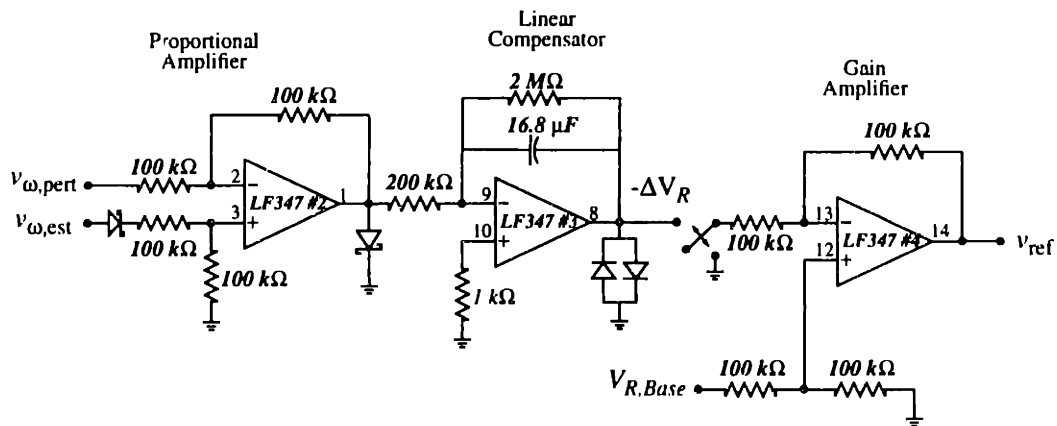 Proportional
Amplifier
Linear
Compensator
Gain
Amplifier
100 kΩ
2 MΩ
16.8 μF
100 kΩ
100 kΩ
vω,pert
2
−
LF347 #2
1
200 kΩ
9
−
LF347 #3
8
-ΔVR
13
−
LF347 #4
14
vref
vω,est
3
+
100 kΩ
10
+
100 kΩ
12
+
100 kΩ
1 kΩ
VR,Base
100 kΩ
100 kΩ